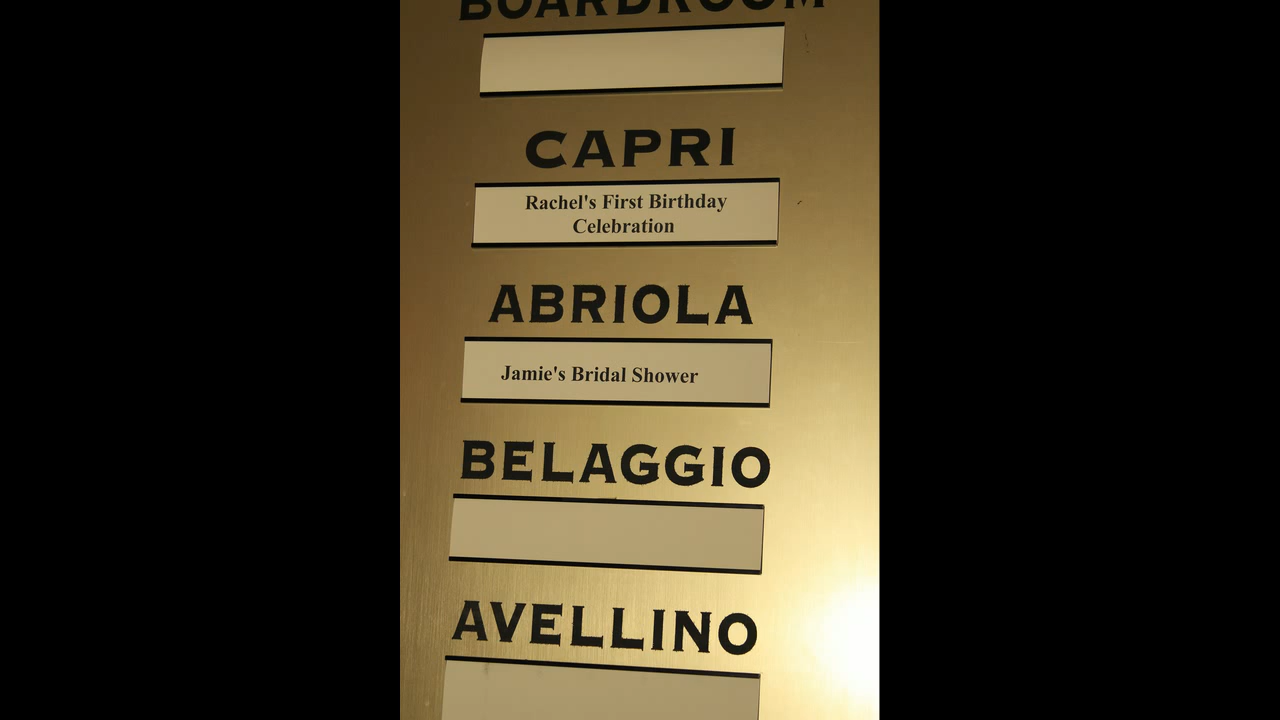 BOARDROOM
CAPRI
Rachel's First Birthday
Celebration
ABRIOLA
Jamie's Bridal Shower
BELAGGIO
AVELLINO